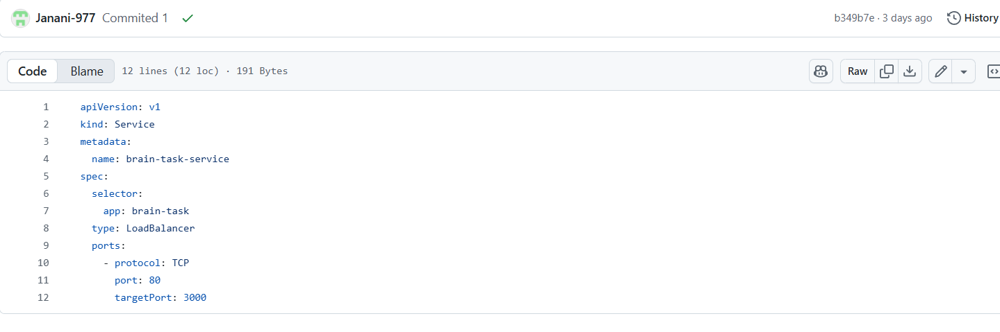 Janani-977 Commited 1 b349b7e · 3 days ago History
Code Blame 12 lines (12 loc) · 191 Bytes Raw
1 apiVersion: v1
2 kind: Service
3 metadata:
4   name: brain-task-service
5 spec:
6   selector:
7     app: brain-task
8   type: LoadBalancer
9   ports:
10     - protocol: TCP
11       port: 80
12       targetPort: 3000